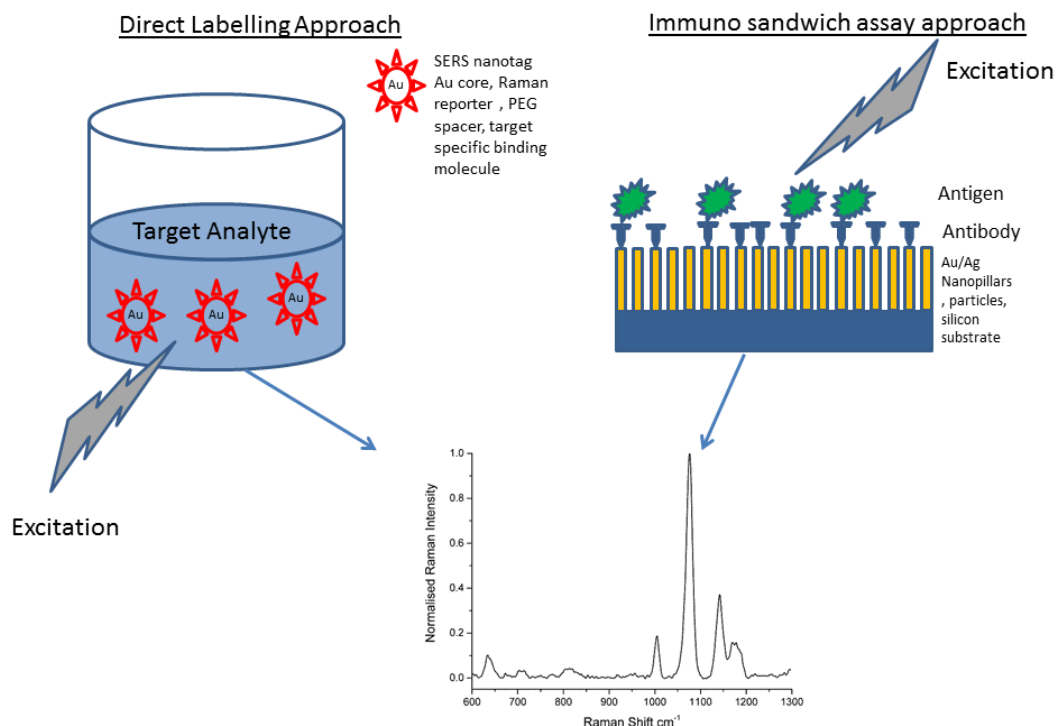 Direct Labelling Approach
Au
SERS nanotag
Au core, Raman
reporter , PEG
spacer, target
specific binding
molecule
Target Analyte
Au
Au
Au
Excitation
Immuno sandwich assay approach
Excitation
Antigen
Antibody
Au/Ag
Nanopillars
, particles,
silicon
substrate
Normalised Raman Intensity
1.0
0.8
0.6
0.4
0.2
0.0
600 700 800 900 1000 1100 1200 1300
Raman Shift cm⁻¹